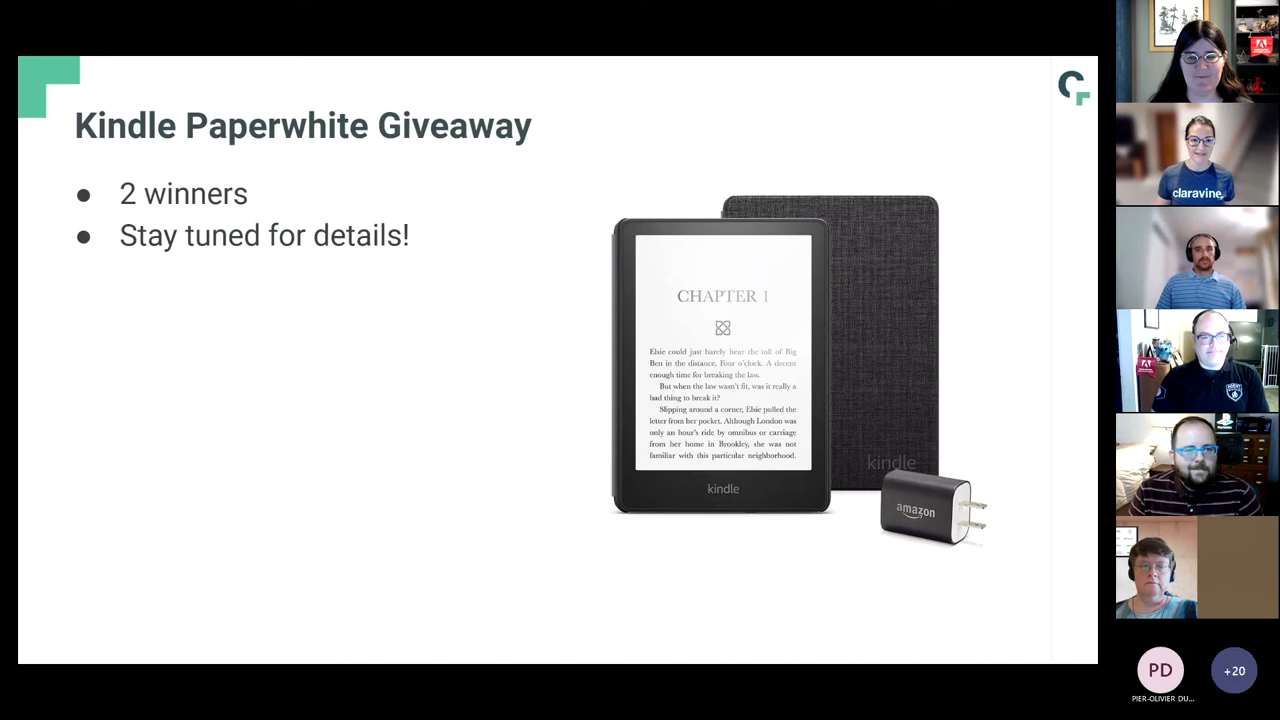 Kindle Paperwhite Giveaway
● 2 winners
● Stay tuned for details!
CHAPTER 1
Elsie could just barely hear the toll of Big
Ben in the distance. Four o'clock. A decent
enough time for breaking the law.
But when the law wasn't fit, was it really a
bad thing to break it?
Slipping around a corner, Elsie pulled the
letter from her pocket. Although London was
only an hour's ride by omnibus or carriage
from her home in Brookley, she was not
familiar with this particular neighborhood.
kindle
kindle
amazon
claravine
PD
+20
PIER-OLIVIER DU...